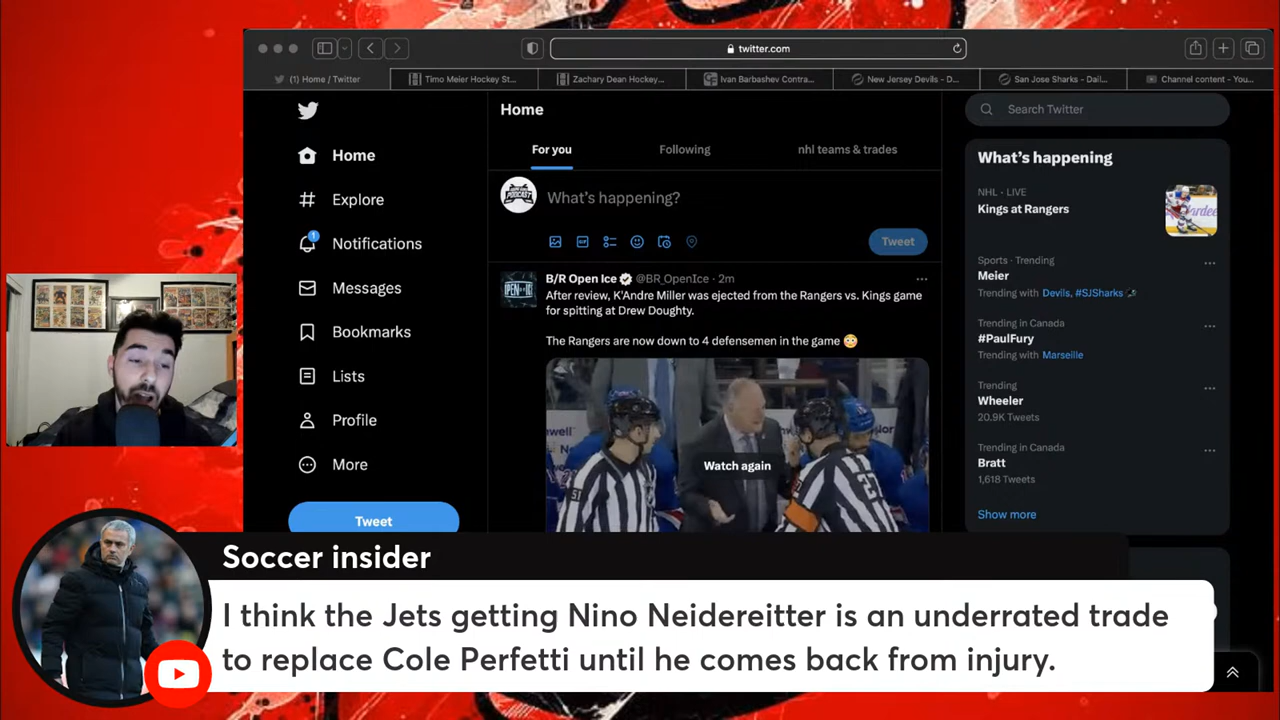 twitter.com
(1) Home / Twitter
Timo Meier Hockey St...
Zachary Dean Hockey...
Ivan Barbashev Contra...
New Jersey Devils - D...
San Jose Sharks - Dail...
Channel content - You...
Home
Explore
1
Notifications
Messages
Bookmarks
Lists
Profile
More
Tweet
Home
For you
Following
nhl teams & trades
What's happening?
GIF
Tweet
B/R Open Ice @BR_OpenIce · 2m
After review, K'Andre Miller was ejected from the Rangers vs. Kings game
for spitting at Drew Doughty.
The Rangers are now down to 4 defensemen in the game 😳
Watch again
Search Twitter
What's happening
NHL · LIVE
Kings at Rangers
Sports · Trending
Meier
Trending with Devils, #SJSharks
Trending in Canada
#PaulFury
Trending with Marseille
Trending
Wheeler
20.9K Tweets
Trending in Canada
Bratt
1,618 Tweets
Show more
Soccer insider
I think the Jets getting Nino Neidereitter is an underrated trade
to replace Cole Perfetti until he comes back from injury.